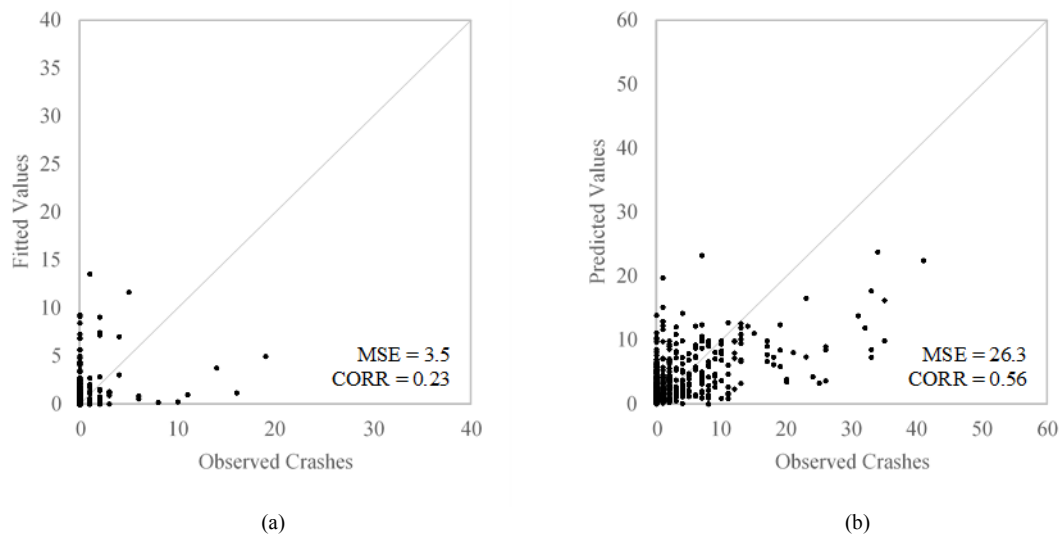 40
35
30
25
20
15
10
5
0
Fitted Values
MSE = 3.5
CORR = 0.23
0 10 20 30 40
Observed Crashes
(a)
60
50
40
30
20
10
0
Predicted Values
MSE = 26.3
CORR = 0.56
0 10 20 30 40 50 60
Observed Crashes
(b)